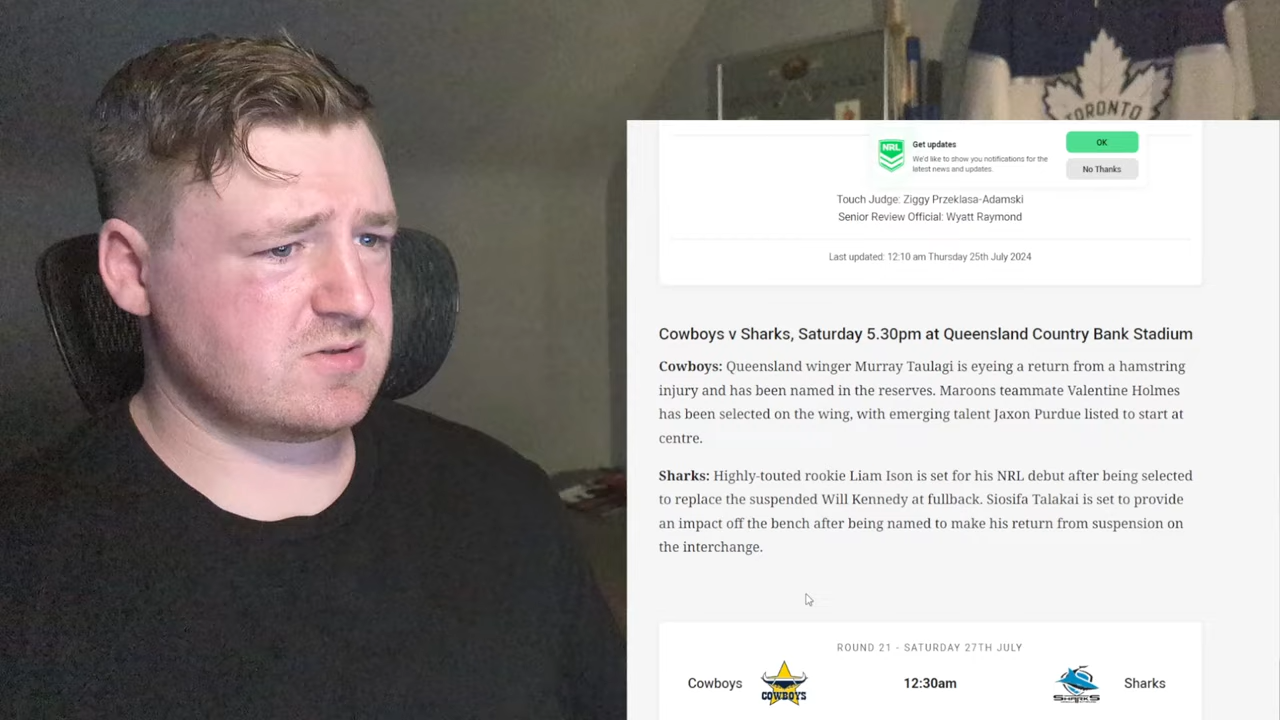 TORONTO
NRL
Get updates
We'd like to show you notifications for the
latest news and updates.
OK
No Thanks
Touch Judge: Ziggy Przeklasa-Adamski
Senior Review Official: Wyatt Raymond
Last updated: 12:10 am Thursday 25th July 2024
Cowboys v Sharks, Saturday 5.30pm at Queensland Country Bank Stadium
Cowboys: Queensland winger Murray Taulagi is eyeing a return from a hamstring
injury and has been named in the reserves. Maroons teammate Valentine Holmes
has been selected on the wing, with emerging talent Jaxon Purdue listed to start at
centre.
Sharks: Highly-touted rookie Liam Ison is set for his NRL debut after being selected
to replace the suspended Will Kennedy at fullback. Siosifa Talakai is set to provide
an impact off the bench after being named to make his return from suspension on
the interchange.
ROUND 21 - SATURDAY 27TH JULY
Cowboys
COWBOYS
12:30am
SHARKS
Sharks